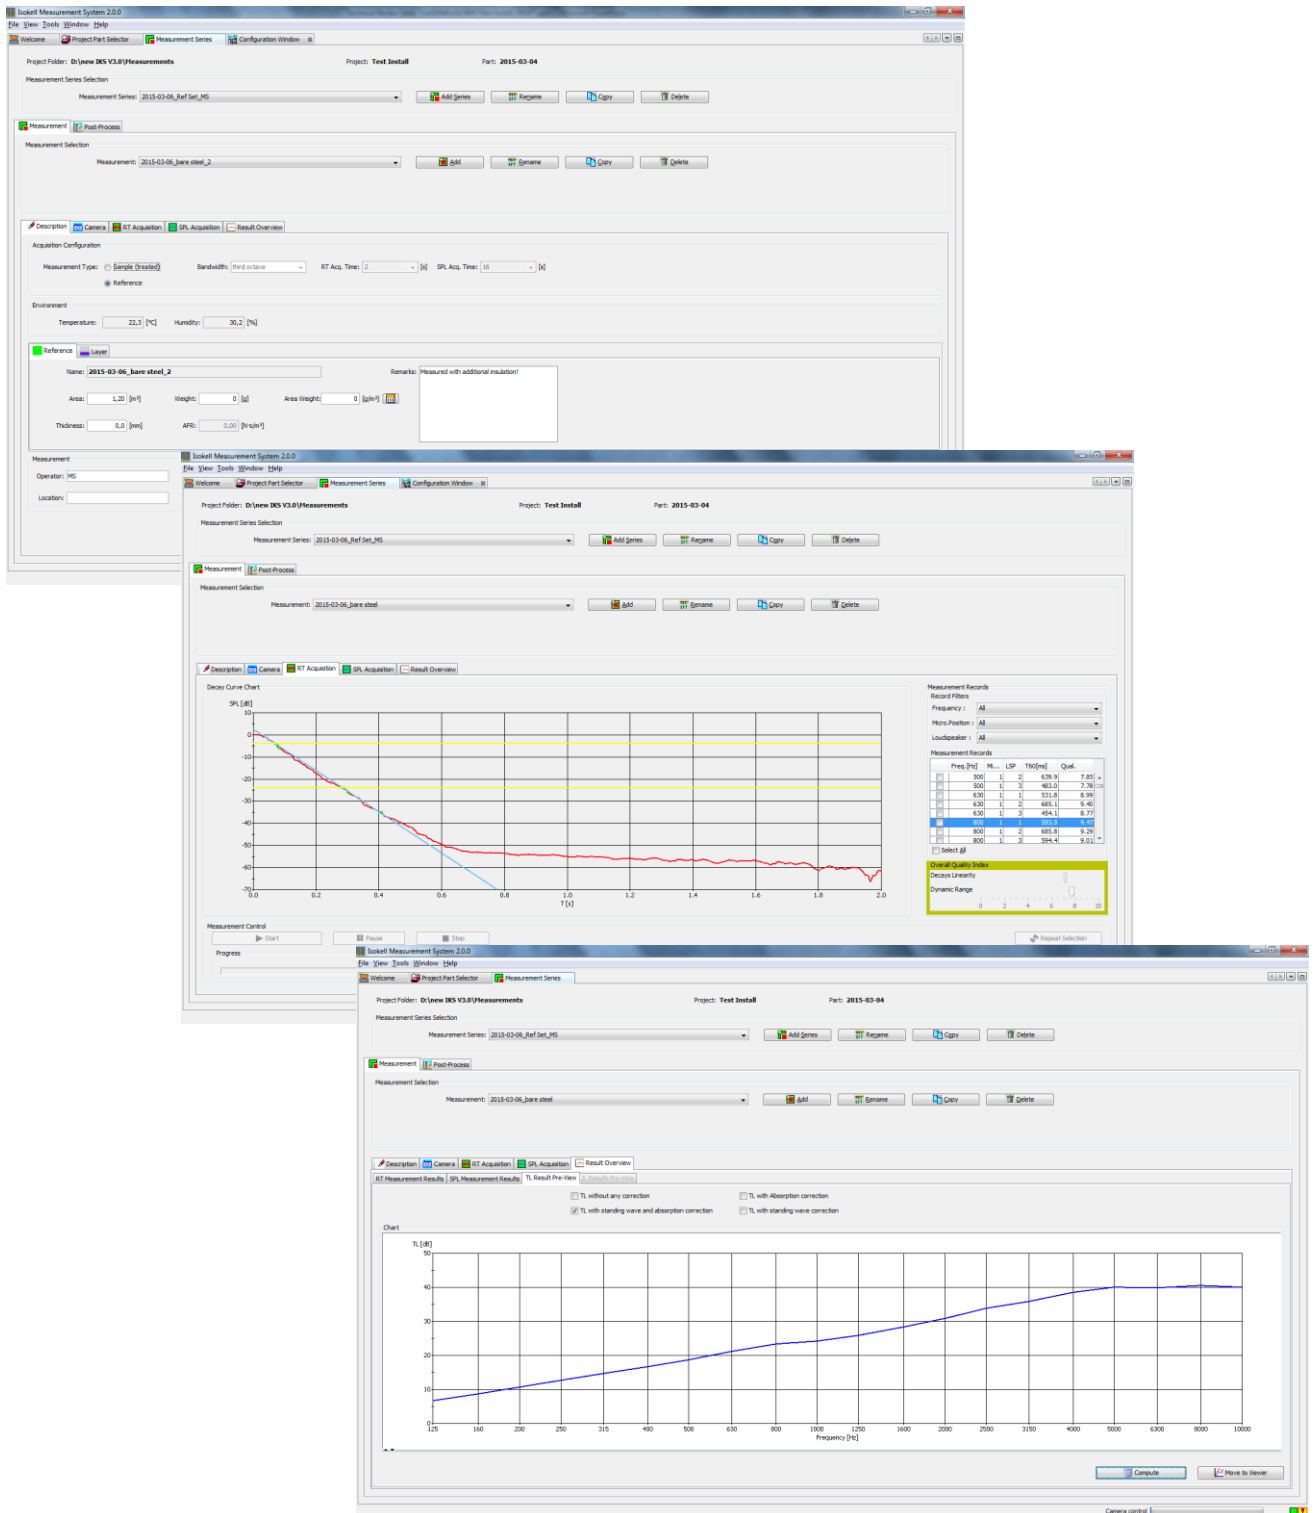 Isokell Measurement System 2.0.0
File View Tools Window Help
Welcome Project Part Selector Measurement Series Configuration Window
Project Folder: D:\new IKS V3.0\Measurements Project: Test Install Part: 2015-03-04
Measurement Series Selection
Measurement Series: 2015-03-06_Ref Set_MS Add Series Rename Copy Delete
Measurement Post-Process
Measurement Selection
Measurement: 2015-03-06_bare steel_2 Add Rename Copy Delete
Description Camera RT Acquisition SPL Acquisition Result Overview
Acquisition Configuration
Measurement Type: Sample (treated) Bandwidth: third octave RT Acq. Time: 2 [s] SPL Acq. Time: 16 [s]
Reference
Environment
Temperature: 22,3 [°C] Humidity: 30,2 [%]
Reference Layer
Name: 2015-03-06_bare steel_2 Remarks: Measured with additional insulation!
Area: 1,20 [m²] Weight: 0 [g] Area Weight: 0 [g/m²]
Thickness: 0,0 [mm] AFR: 0,00 [N·s/m³]
Measurement
Operator: MS
Location:
Isokell Measurement System 2.0.0
File View Tools Window Help
Welcome Project Part Selector Measurement Series Configuration Window
Project Folder: D:\new IKS V3.0\Measurements Project: Test Install Part: 2015-03-04
Measurement Series Selection
Measurement Series: 2015-03-06_Ref Set_MS Add Series Rename Copy Delete
Measurement Post-Process
Measurement Selection
Measurement: 2015-03-06_bare steel Add Rename Copy Delete
Description Camera RT Acquisition SPL Acquisition Result Overview
Decay Curve Chart
SPL [dB]
10
0
-10
-20
-30
-40
-50
-60
-70
0.0 0.2 0.4 0.6 0.8 1.0 1.2 1.4 1.6 1.8 2.0
T [s]
Measurement Records
Record Filters
Frequency : All
Micro.Position : All
Loudspeaker : All
Measurement Records
Freq.[Hz] Mi... LSP T60[ms] Qual.
500 1 2 639.9 7.85
500 1 3 483.0 7.78
630 1 1 531.8 8.99
630 1 2 685.1 9.40
630 1 3 454.1 8.77
800 1 1 593.9 9.47
800 1 2 685.8 9.29
800 1 3 594.4 9.01
Select All
Overall Quality Index
Decays Linearity
Dynamic Range
0 2 4 6 8 10
Measurement Control
Start Pause Stop Repeat Selection
Progress
Isokell Measurement System 2.0.0
File View Tools Window Help
Welcome Project Part Selector Measurement Series
Project Folder: D:\new IKS V3.0\Measurements Project: Test Install Part: 2015-03-04
Measurement Series Selection
Measurement Series: 2015-03-06_Ref Set_MS Add Series Rename Copy Delete
Measurement Post-Process
Measurement Selection
Measurement: 2015-03-06_bare steel Add Rename Copy Delete
Description Camera RT Acquisition SPL Acquisition Result Overview
RT Measurement Results SPL Measurement Results TL Result Pre-View
TL without any correction TL with Absorption correction
TL with standing wave and absorption correction TL with standing wave correction
Chart
TL [dB]
50
40
30
20
10
0
125 160 200 250 315 400 500 630 800 1000 1250 1600 2000 2500 3150 4000 5000 6300 8000 10000
Frequency [Hz]
Compute Move to Viewer
Camera control